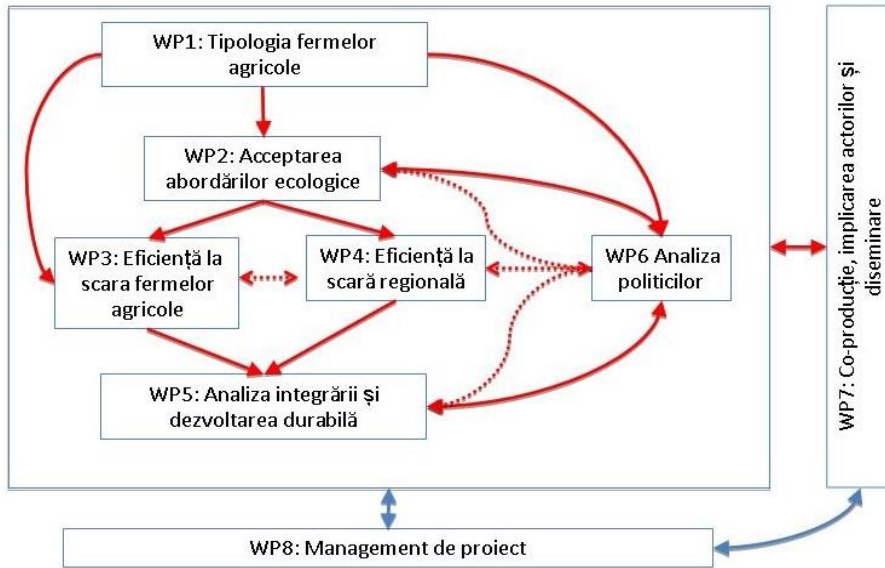 WP1: Tipologia fermelor
agricole
WP2: Acceptarea
abordărilor ecologice
WP3: Eficiență la
scara fermelor
agricole
WP4: Eficiență la
scară regională
WP6 Analiza
politicilor
WP5: Analiza integrării și
dezvoltarea durabilă
WP7: Co-producție, implicarea actorilor și
diseminare
WP8: Management de proiect